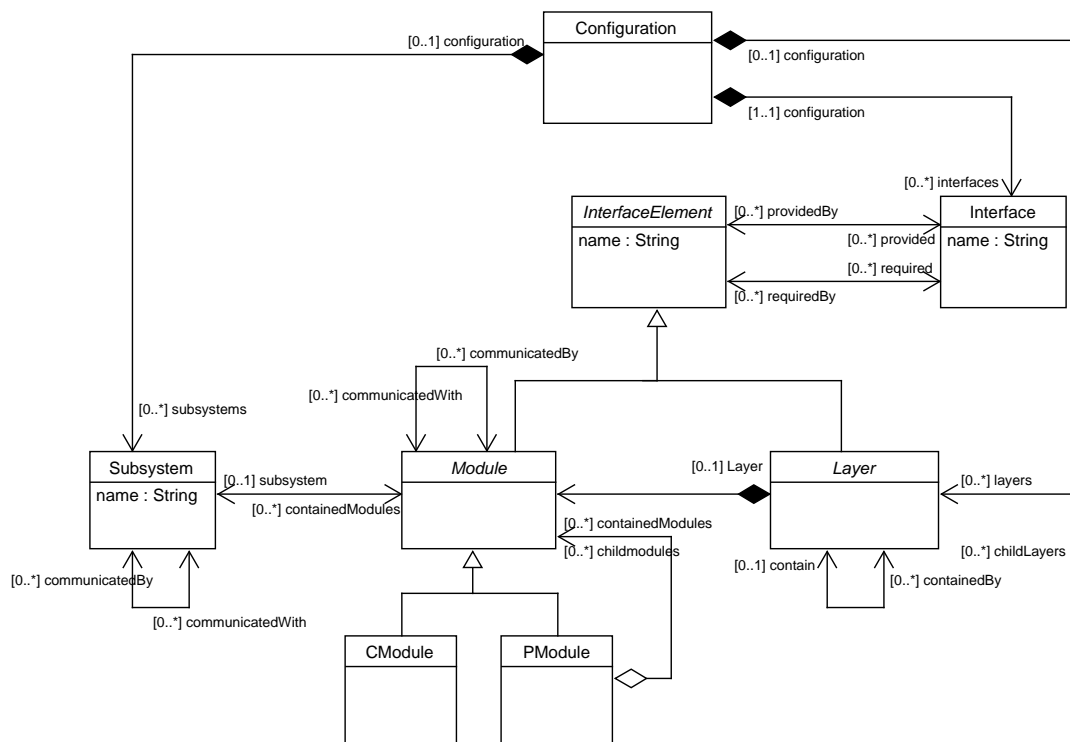 Configuration
[0..1] configuration
[0..1] configuration
[1..1] configuration
[0..*] interfaces
InterfaceElement
name : String
[0..*] providedBy
[0..*] provided
[0..*] required
[0..*] requiredBy
Interface
name : String
[0..*] communicatedBy
[0..*] communicatedWith
[0..*] subsystems
Subsystem
name : String
[0..1] subsystem
[0..*] containedModules
Module
[0..1] Layer
Layer
[0..*] layers
[0..*] containedModules
[0..*] childmodules
[0..*] childLayers
[0..1] contain
[0..*] containedBy
[0..*] communicatedBy
[0..*] communicatedWith
CModule
PModule